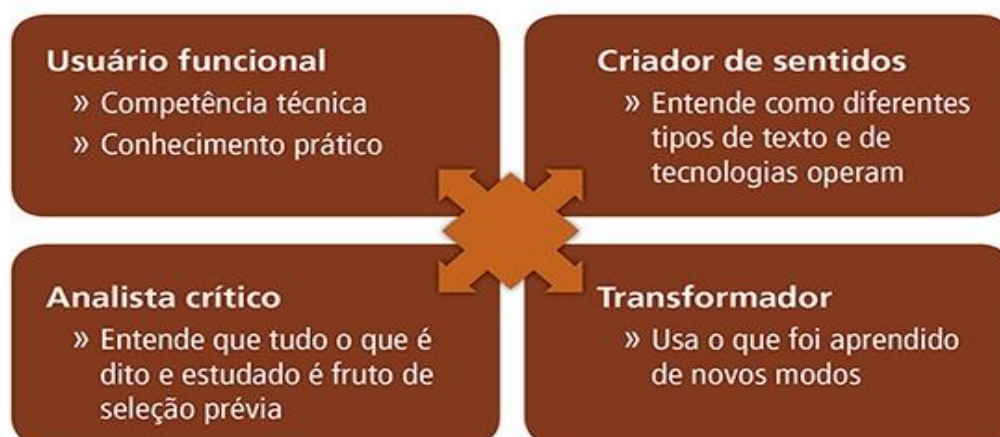 Usuário funcional
» Competência técnica
» Conhecimento prático
Criador de sentidos
» Entende como diferentes
tipos de texto e de
tecnologias operam
Analista crítico
» Entende que tudo o que é
dito e estudado é fruto de
seleção prévia
Transformador
» Usa o que foi aprendido
de novos modos